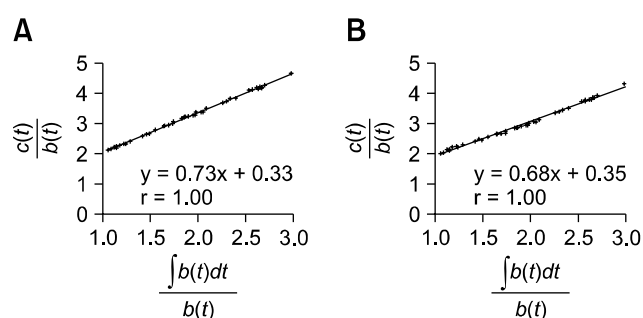 A
c(t)
b(t)
5
4
3
2
1
0
y = 0.73x + 0.33
r = 1.00
1.0 1.5 2.0 2.5 3.0
∫b(t)dt
b(t)
B
c(t)
b(t)
5
4
3
2
1
0
y = 0.68x + 0.35
r = 1.00
1.0 1.5 2.0 2.5 3.0
∫b(t)dt
b(t)